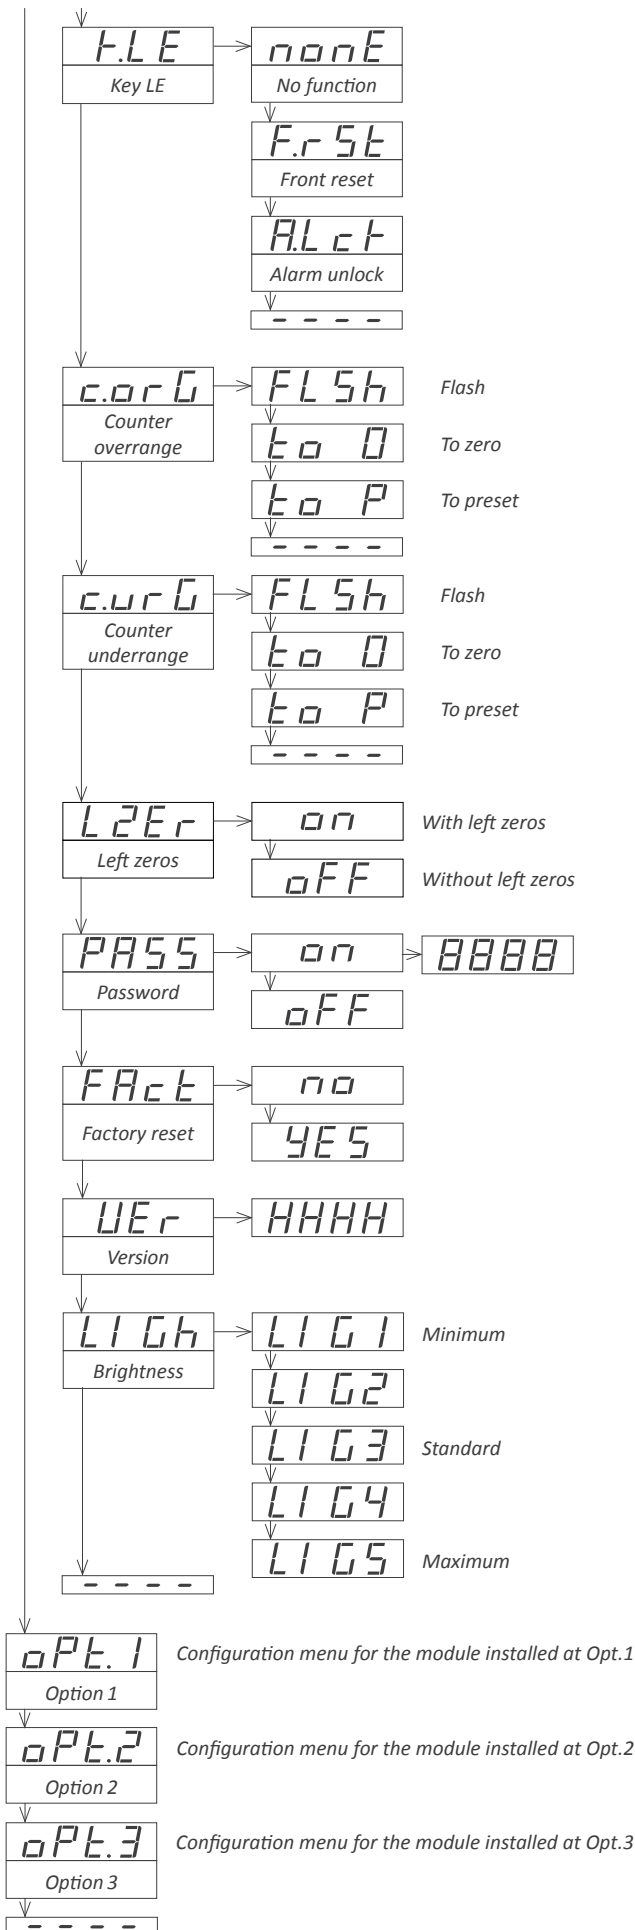 K.LE
Key LE
nonE
No function
F.rSt
Front reset
A.Lck
Alarm unlock
----
c.orG
Counter
overrange
FLSh
Flash
to 0
To zero
to P
To preset
----
c.urG
Counter
underrange
FLSh
Flash
to 0
To zero
to P
To preset
----
LZEr
Left zeros
on
With left zeros
oFF
Without left zeros
PASS
Password
on
8888
oFF
FAct
Factory reset
no
YES
VEr
Version
HHHH
LIGh
Brightness
LIG1
Minimum
LIG2
LIG3
Standard
LIG4
LIG5
Maximum
----
oPt.1
Option 1
Configuration menu for the module installed at Opt.1
oPt.2
Option 2
Configuration menu for the module installed at Opt.2
oPt.3
Option 3
Configuration menu for the module installed at Opt.3
----